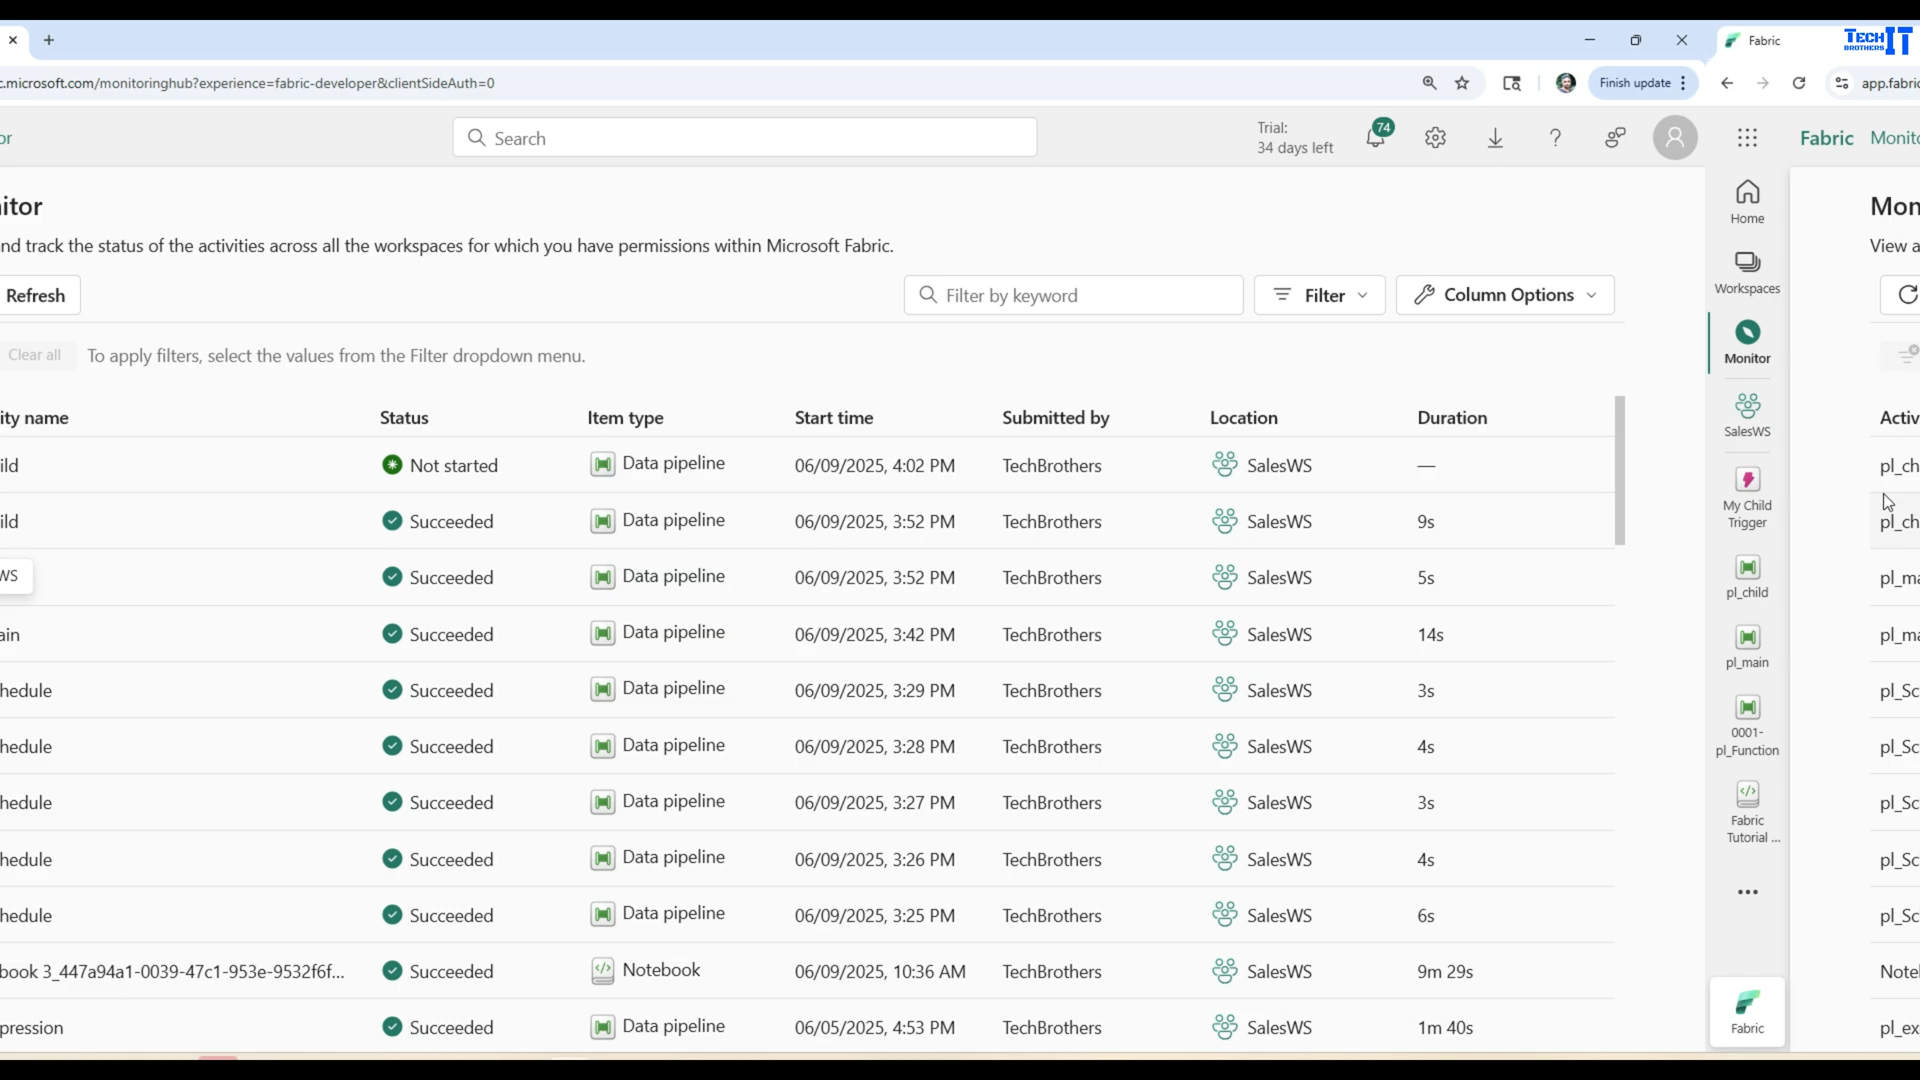 Fabric
TECH IT
BROTHERS
c.microsoft.com/monitoringhub?experience=fabric-developer&clientSideAuth=0
Finish update
app.fabric
or
Search
Trial:
34 days left
74
Fabric Monito
itor
Mon
nd track the status of the activities across all the workspaces for which you have permissions within Microsoft Fabric.
View a
Refresh
Filter by keyword
Filter
Column Options
Clear all
To apply filters, select the values from the Filter dropdown menu.
ity name Status Item type Start time Submitted by Location Duration
ild Not started Data pipeline 06/09/2025, 4:02 PM TechBrothers SalesWS —
ild Succeeded Data pipeline 06/09/2025, 3:52 PM TechBrothers SalesWS 9s
WS Succeeded Data pipeline 06/09/2025, 3:52 PM TechBrothers SalesWS 5s
ain Succeeded Data pipeline 06/09/2025, 3:42 PM TechBrothers SalesWS 14s
hedule Succeeded Data pipeline 06/09/2025, 3:29 PM TechBrothers SalesWS 3s
hedule Succeeded Data pipeline 06/09/2025, 3:28 PM TechBrothers SalesWS 4s
hedule Succeeded Data pipeline 06/09/2025, 3:27 PM TechBrothers SalesWS 3s
hedule Succeeded Data pipeline 06/09/2025, 3:26 PM TechBrothers SalesWS 4s
hedule Succeeded Data pipeline 06/09/2025, 3:25 PM TechBrothers SalesWS 6s
book 3_447a94a1-0039-47c1-953e-9532f6f... Succeeded Notebook 06/09/2025, 10:36 AM TechBrothers SalesWS 9m 29s
pression Succeeded Data pipeline 06/05/2025, 4:53 PM TechBrothers SalesWS 1m 40s
Home
Workspaces
Monitor
SalesWS
My Child
Trigger
pl_child
pl_main
0001-
pl_Function
Fabric
Tutorial ...
Fabric
Activ
pl_ch
pl_ch
pl_ma
pl_ma
pl_Sc
pl_Sc
pl_Sc
pl_Sc
pl_Sc
Note
pl_ex